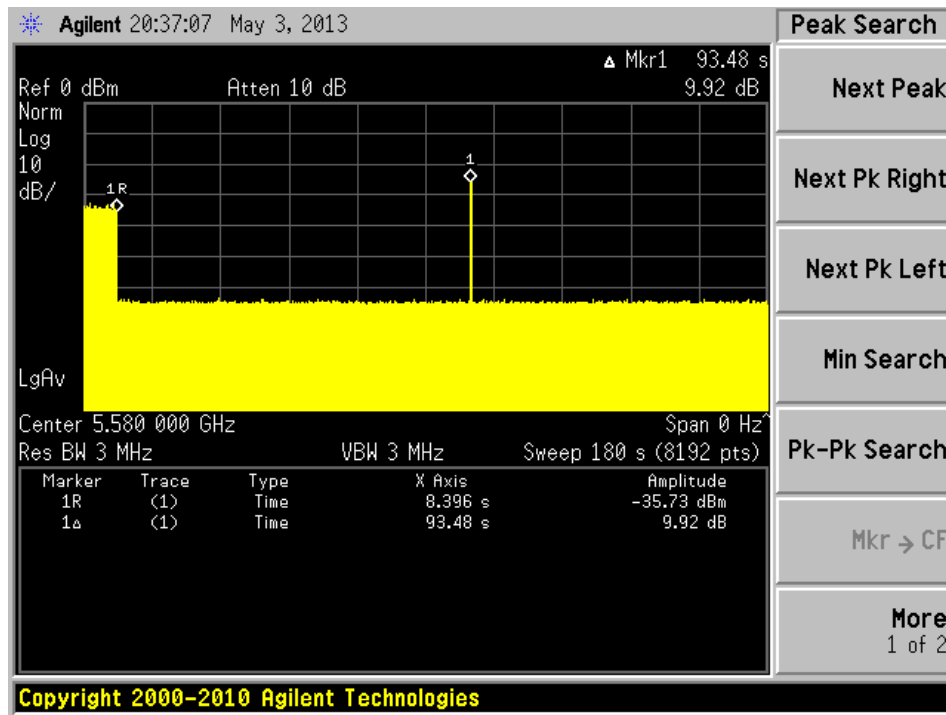 Agilent 20:37:07 May 3, 2013
Peak Search
Δ Mkr1 93.48 s
Ref 0 dBm Atten 10 dB 9.92 dB
Norm
Log
10
dB/
1R
1
LgAv
Center 5.580 000 GHz Span 0 Hz^
Res BW 3 MHz VBW 3 MHz Sweep 180 s (8192 pts)
Marker Trace Type X Axis Amplitude
1R (1) Time 8.396 s -35.73 dBm
1Δ (1) Time 93.48 s 9.92 dB
Next Peak
Next Pk Right
Next Pk Left
Min Search
Pk-Pk Search
Mkr → CF
More
1 of 2
Copyright 2000-2010 Agilent Technologies